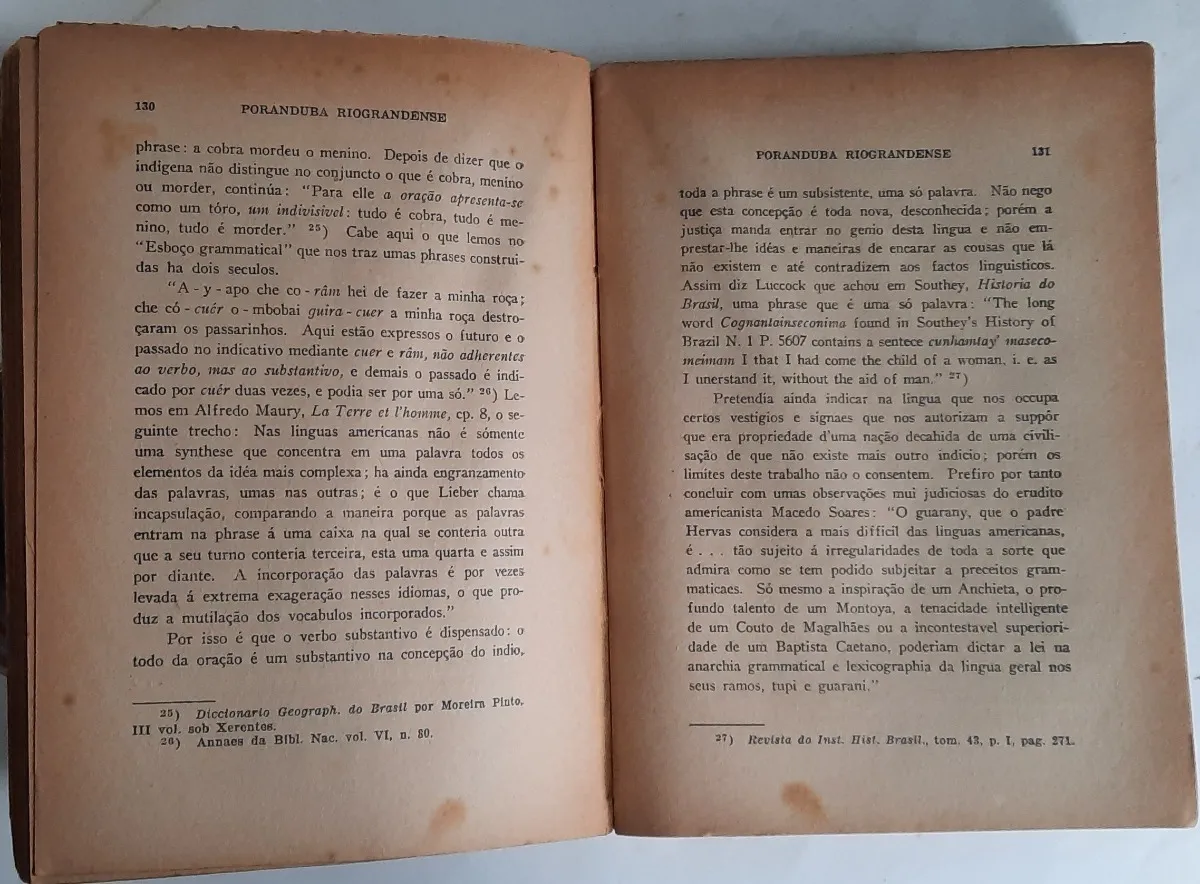 130
PORANDUBA RIOGRANDENSE
phrase: a cobra mordeu o menino. Depois de dizer que o
indigena não distingue no conjuncto o que é cobra, menino
ou morder, continúa: "Para elle a oração apresenta-se
como um tóro, um indivisivel: tudo é cobra, tudo é me-
nino, tudo é morder." 25) Cabe aqui o que lemos no
"Esboço grammatical" que nos traz umas phrases construi-
das ha dois seculos.
"A - y - apo che co - râm hei de fazer a minha roça;
che có - cuér o - mbobai guira - cuer a minha roça destro-
çaram os passarinhos. Aqui estão expressos o futuro e o
passado no indicativo mediante cuer e râm, não adherentes
ao verbo, mas ao substantivo, e demais o passado é indi-
cado por cuér duas vezes, e podia ser por uma só." 26) Le-
mos em Alfredo Maury, La Terre et l'homme, cp. 8, o se-
guinte trecho: Nas linguas americanas não é sómente
uma synthese que concentra em uma palavra todos os
elementos da idéa mais complexa; ha ainda engranzamento
das palavras, umas nas outras; é o que Lieber chama
incapsulação, comparando a maneira porque as palavras
entram na phrase á uma caixa na qual se conteria outra
que a seu turno conteria terceira, esta uma quarta e assim
por diante. A incorporação das palavras é por vezes
levada á extrema exageração nesses idiomas, o que pro-
duz a mutilação dos vocabulos incorporados."
Por isso é que o verbo substantivo é dispensado: o
todo da oração é um substantivo na concepção do indio,
25) Diccionario Geograph. do Brasil por Moreira Pinto,
III vol. sob Xerentes.
26) Annaes da Bibl. Nac. vol. VI, n. 80.
PORANDUBA RIOGRANDENSE
131
toda a phrase é um subsistente, uma só palavra. Não nego
que esta concepção é toda nova, desconhecida; porém a
justiça manda entrar no genio desta lingua e não em-
prestar-lhe idéas e maneiras de encarar as cousas que lá
não existem e até contradizem aos factos linguisticos.
Assim diz Luccock que achou em Southey, Historia do
Brasil, uma phrase que é uma só palavra: "The long
word Cognantainseconima found in Southey's History of
Brazil N. 1 P. 5607 contains a sentece cunhamtay' maseco-
meimam I that I had come the child of a woman, i. e. as
I unerstand it, without the aid of man." 27)
Pretendia ainda indicar na lingua que nos occupa
certos vestigios e signaes que nos autorizam a suppôr
que era propriedade d'uma nação decahida de uma civili-
sação de que não existe mais outro indicio; porém os
limites deste trabalho não o consentem. Prefiro por tanto
concluir com umas observações mui judiciosas do erudito
americanista Macedo Soares: "O guarany, que o padre
Hervas considera a mais difficil das linguas americanas,
é . . . tão sujeito á irregularidades de toda a sorte que
admira como se tem podido subjeitar a preceitos gram-
maticaes. Só mesmo a inspiração de um Anchieta, o pro-
fundo talento de um Montoya, a tenacidade intelligente
de um Couto de Magalhães ou a incontestavel superiori-
dade de um Baptista Caetano, poderiam dictar a lei na
anarchia grammatical e lexicographia da lingua geral nos
seus ramos, tupi e guarani."
27) Revista do Inst. Hist. Brasil., tom. 43, p. I, pag. 271.